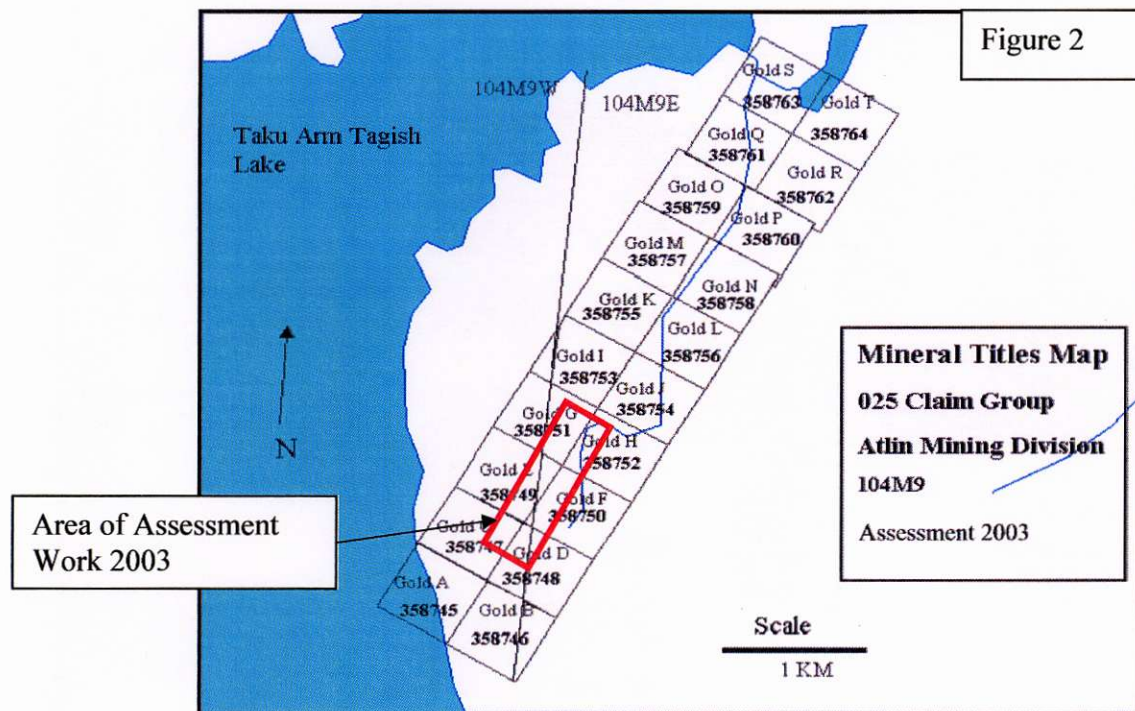 Figure 2
Gold S
358763
Gold T
358764
104M9W
104M9E
Taku Arm Tagish
Lake
Gold Q
358761
Gold R
358762
Gold O
358759
Gold P
358760
Gold M
358757
Gold N
358758
Gold K
358755
Gold L
358756
Gold I
358753
Gold J
358754
Gold G
358751
Gold H
358752
N
Gold E
358749
Gold F
358750
Area of Assessment
Work 2003
Gold
358747
Gold D
358748
Gold A
358745
Gold B
358746
Mineral Titles Map
025 Claim Group
Atlin Mining Division
104M9
Assessment 2003
Scale
1 KM